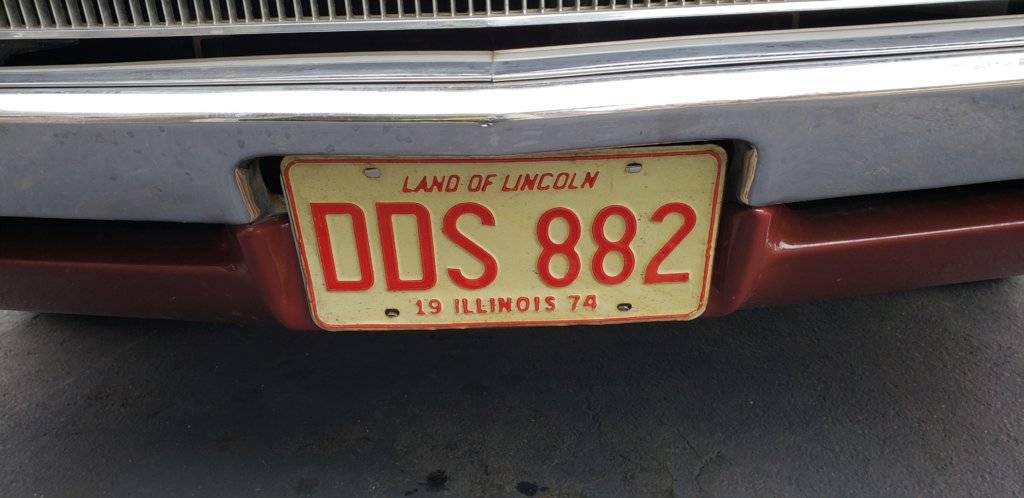 LAND OF LINCOLN
DDS 882
19 ILLINOIS 74